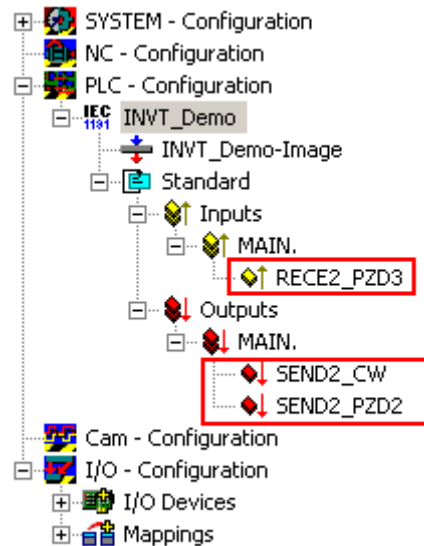 SYSTEM - Configuration
NC - Configuration
PLC - Configuration
IEC
1131
INVT_Demo
INVT_Demo-Image
Standard
Inputs
MAIN.
RECE2_PZD3
Outputs
MAIN.
SEND2_CW
SEND2_PZD2
Cam - Configuration
I/O - Configuration
I/O Devices
Mappings